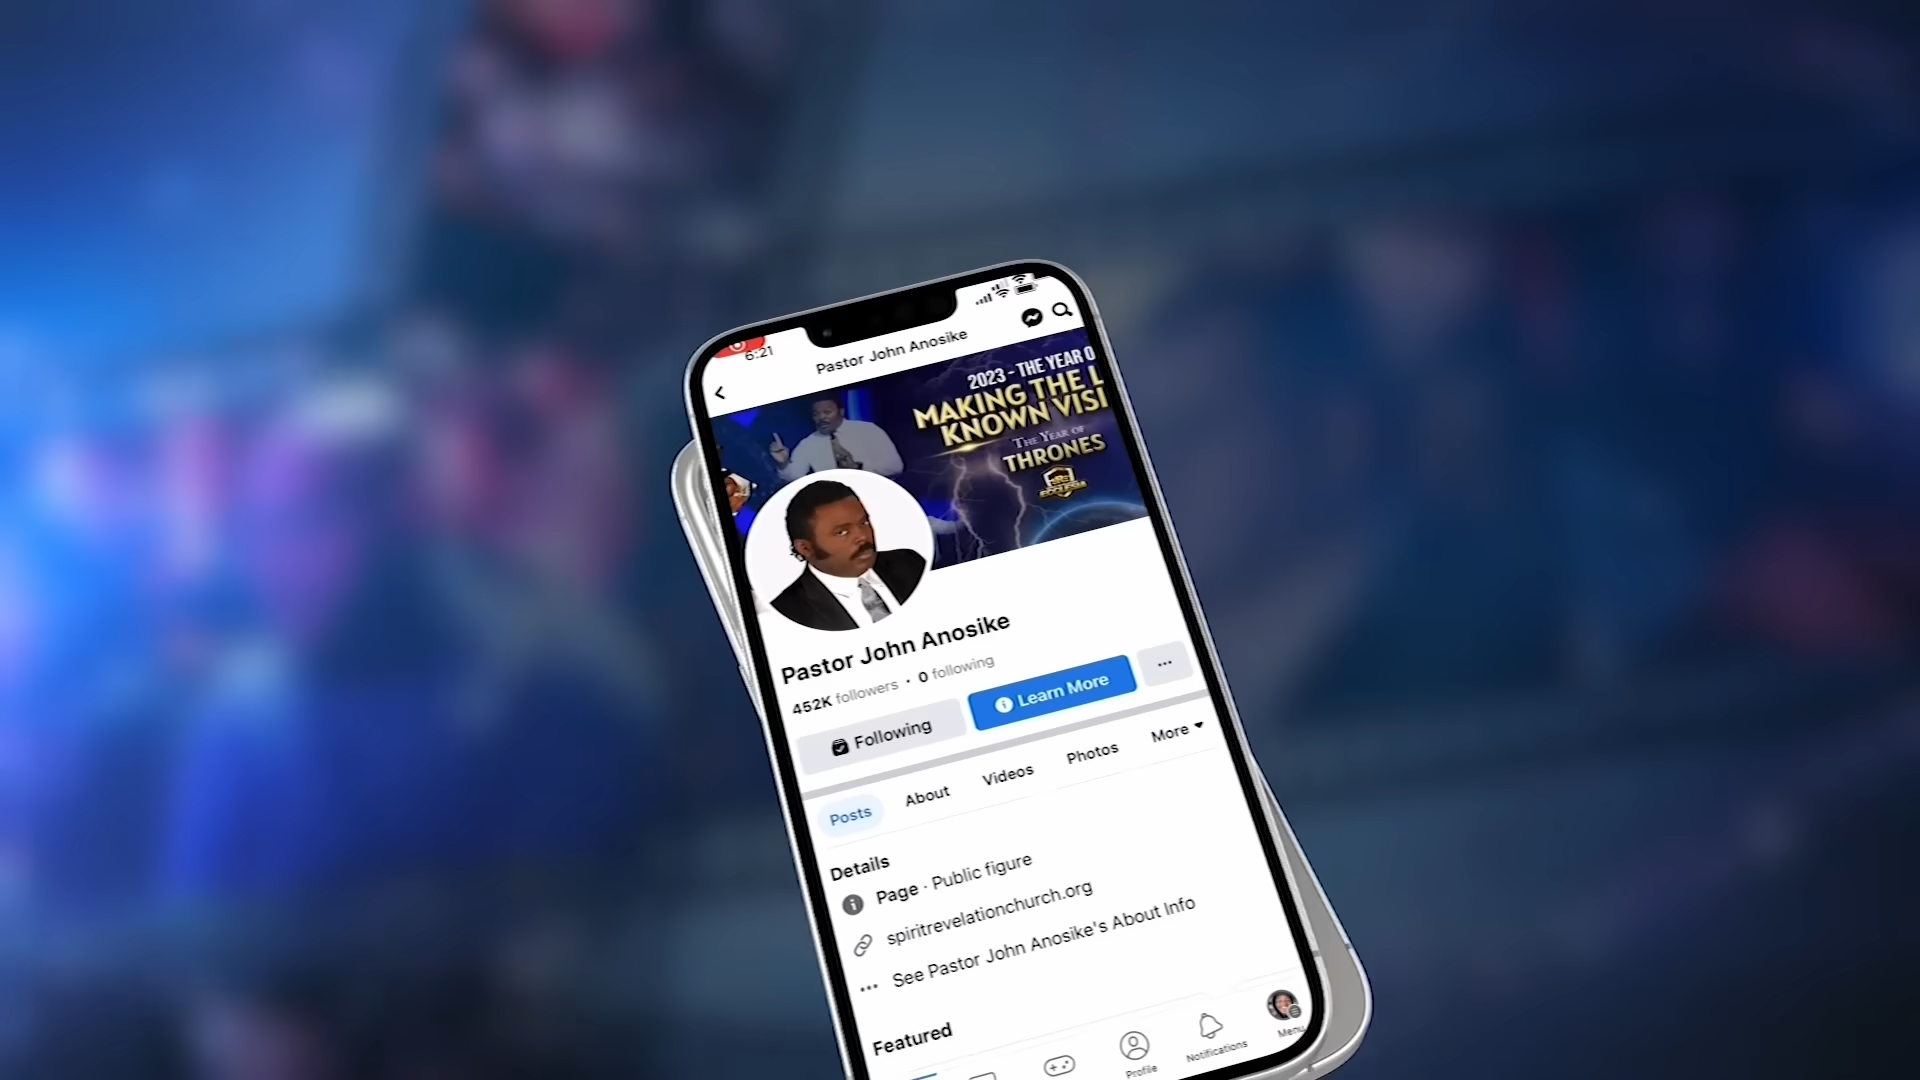 6:21
Pastor John Anosike
2023 - THE YEAR O
MAKING THE L
KNOWN VISI
THE YEAR OF
THRONES
ECCLESIA
Pastor John Anosike
452K followers · 0 following
Following
Learn More
Posts
About
Videos
Photos
More
Details
Page · Public figure
spiritrevelationchurch.org
See Pastor John Anosike's About Info
Featured
Profile
Notifications
Menu